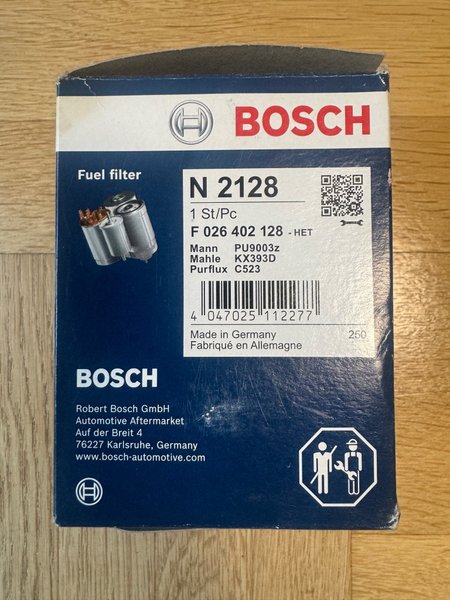 BOSCH
Fuel filter
N 2128
1 St/Pc
F 026 402 128 - HET
Mann PU9003z
Mahle KX393D
Purflux C523
4 047025 112277
Made in Germany 250
Fabriqué en Allemagne
BOSCH
Robert Bosch GmbH
Automotive Aftermarket
Auf der Breit 4
76227 Karlsruhe, Germany
www.bosch-automotive.com